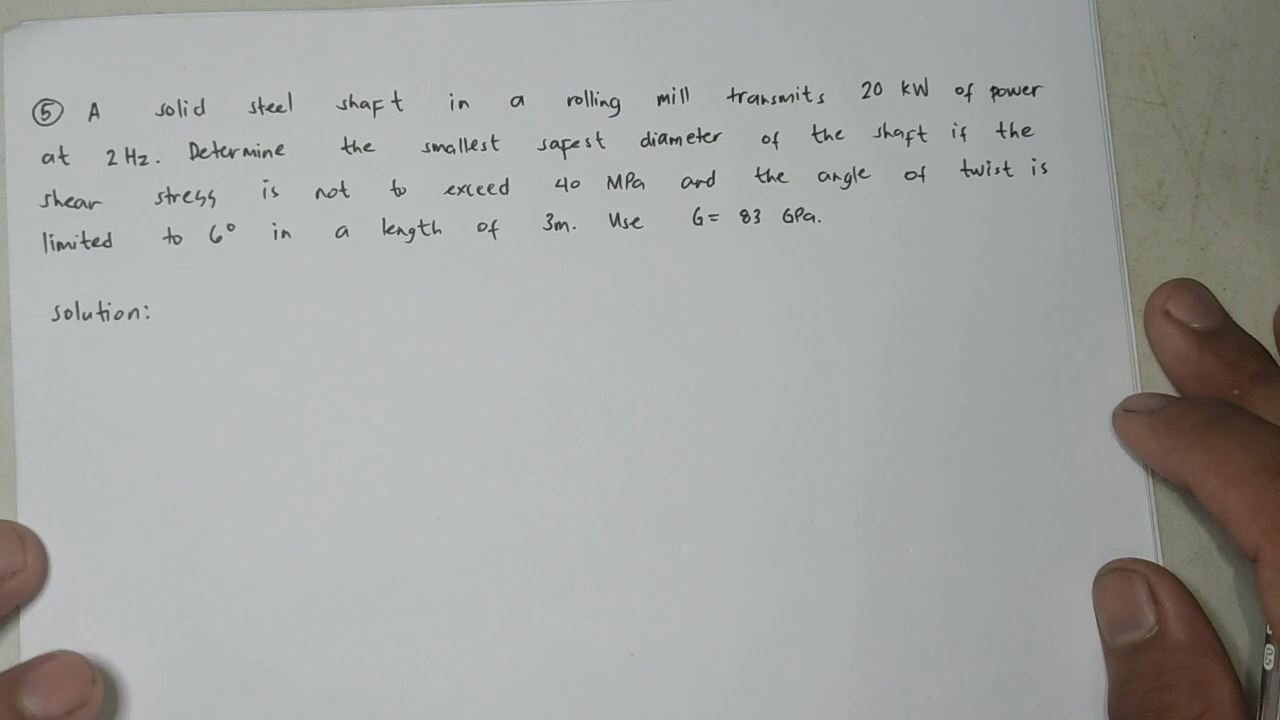 ⑤ A solid steel shaft in a rolling mill transmits 20 kW of power
at 2 Hz. Determine the smallest safest diameter of the shaft if the
shear stress is not to exceed 40 MPa and the angle of twist is
limited to 6° in a length of 3m. Use G= 83 GPa.
solution:
0.5